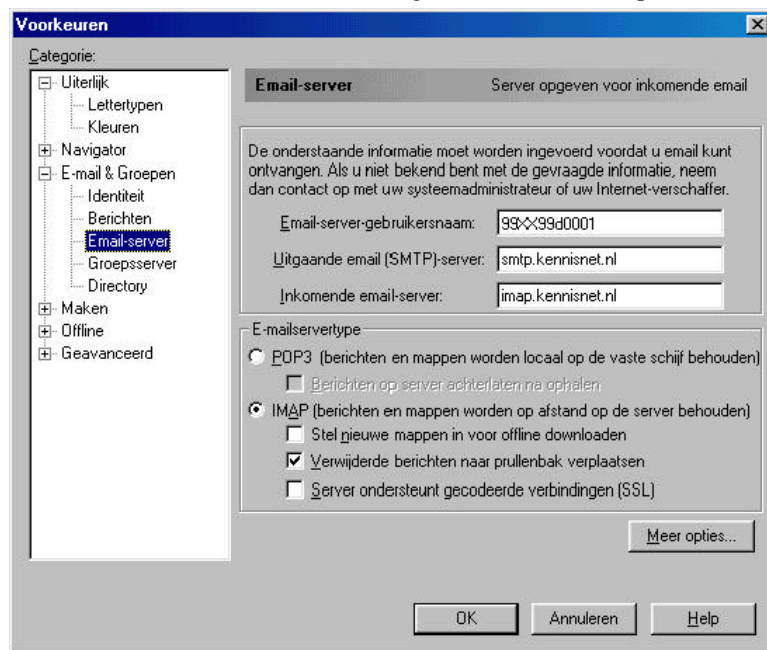 Voorkeuren
Categorie:
Uiterlijk
Lettertypen
Kleuren
Navigator
E-mail & Groepen
Identiteit
Berichten
Email-server
Groepsserver
Directory
Maken
Offline
Geavanceerd
Email-server Server opgeven voor inkomende email
De onderstaande informatie moet worden ingevoerd voordat u email kunt
ontvangen. Als u niet bekend bent met de gevraagde informatie, neem
dan contact op met uw systeemadministrateur of uw Internet-verschaffer.
Email-server-gebruikersnaam: 99XX99d0001
Uitgaande email (SMTP)-server: smtp.kennisnet.nl
Inkomende email-server: imap.kennisnet.nl
E-mailservertype
POP3 (berichten en mappen worden locaal op de vaste schijf behouden)
Berichten op server achterlaten na ophalen
IMAP (berichten en mappen worden op afstand op de server behouden)
Stel nieuwe mappen in voor offline downloaden
Verwijderde berichten naar prullenbak verplaatsen
Server ondersteunt gecodeerde verbindingen (SSL)
Meer opties...
OK Annuleren Help